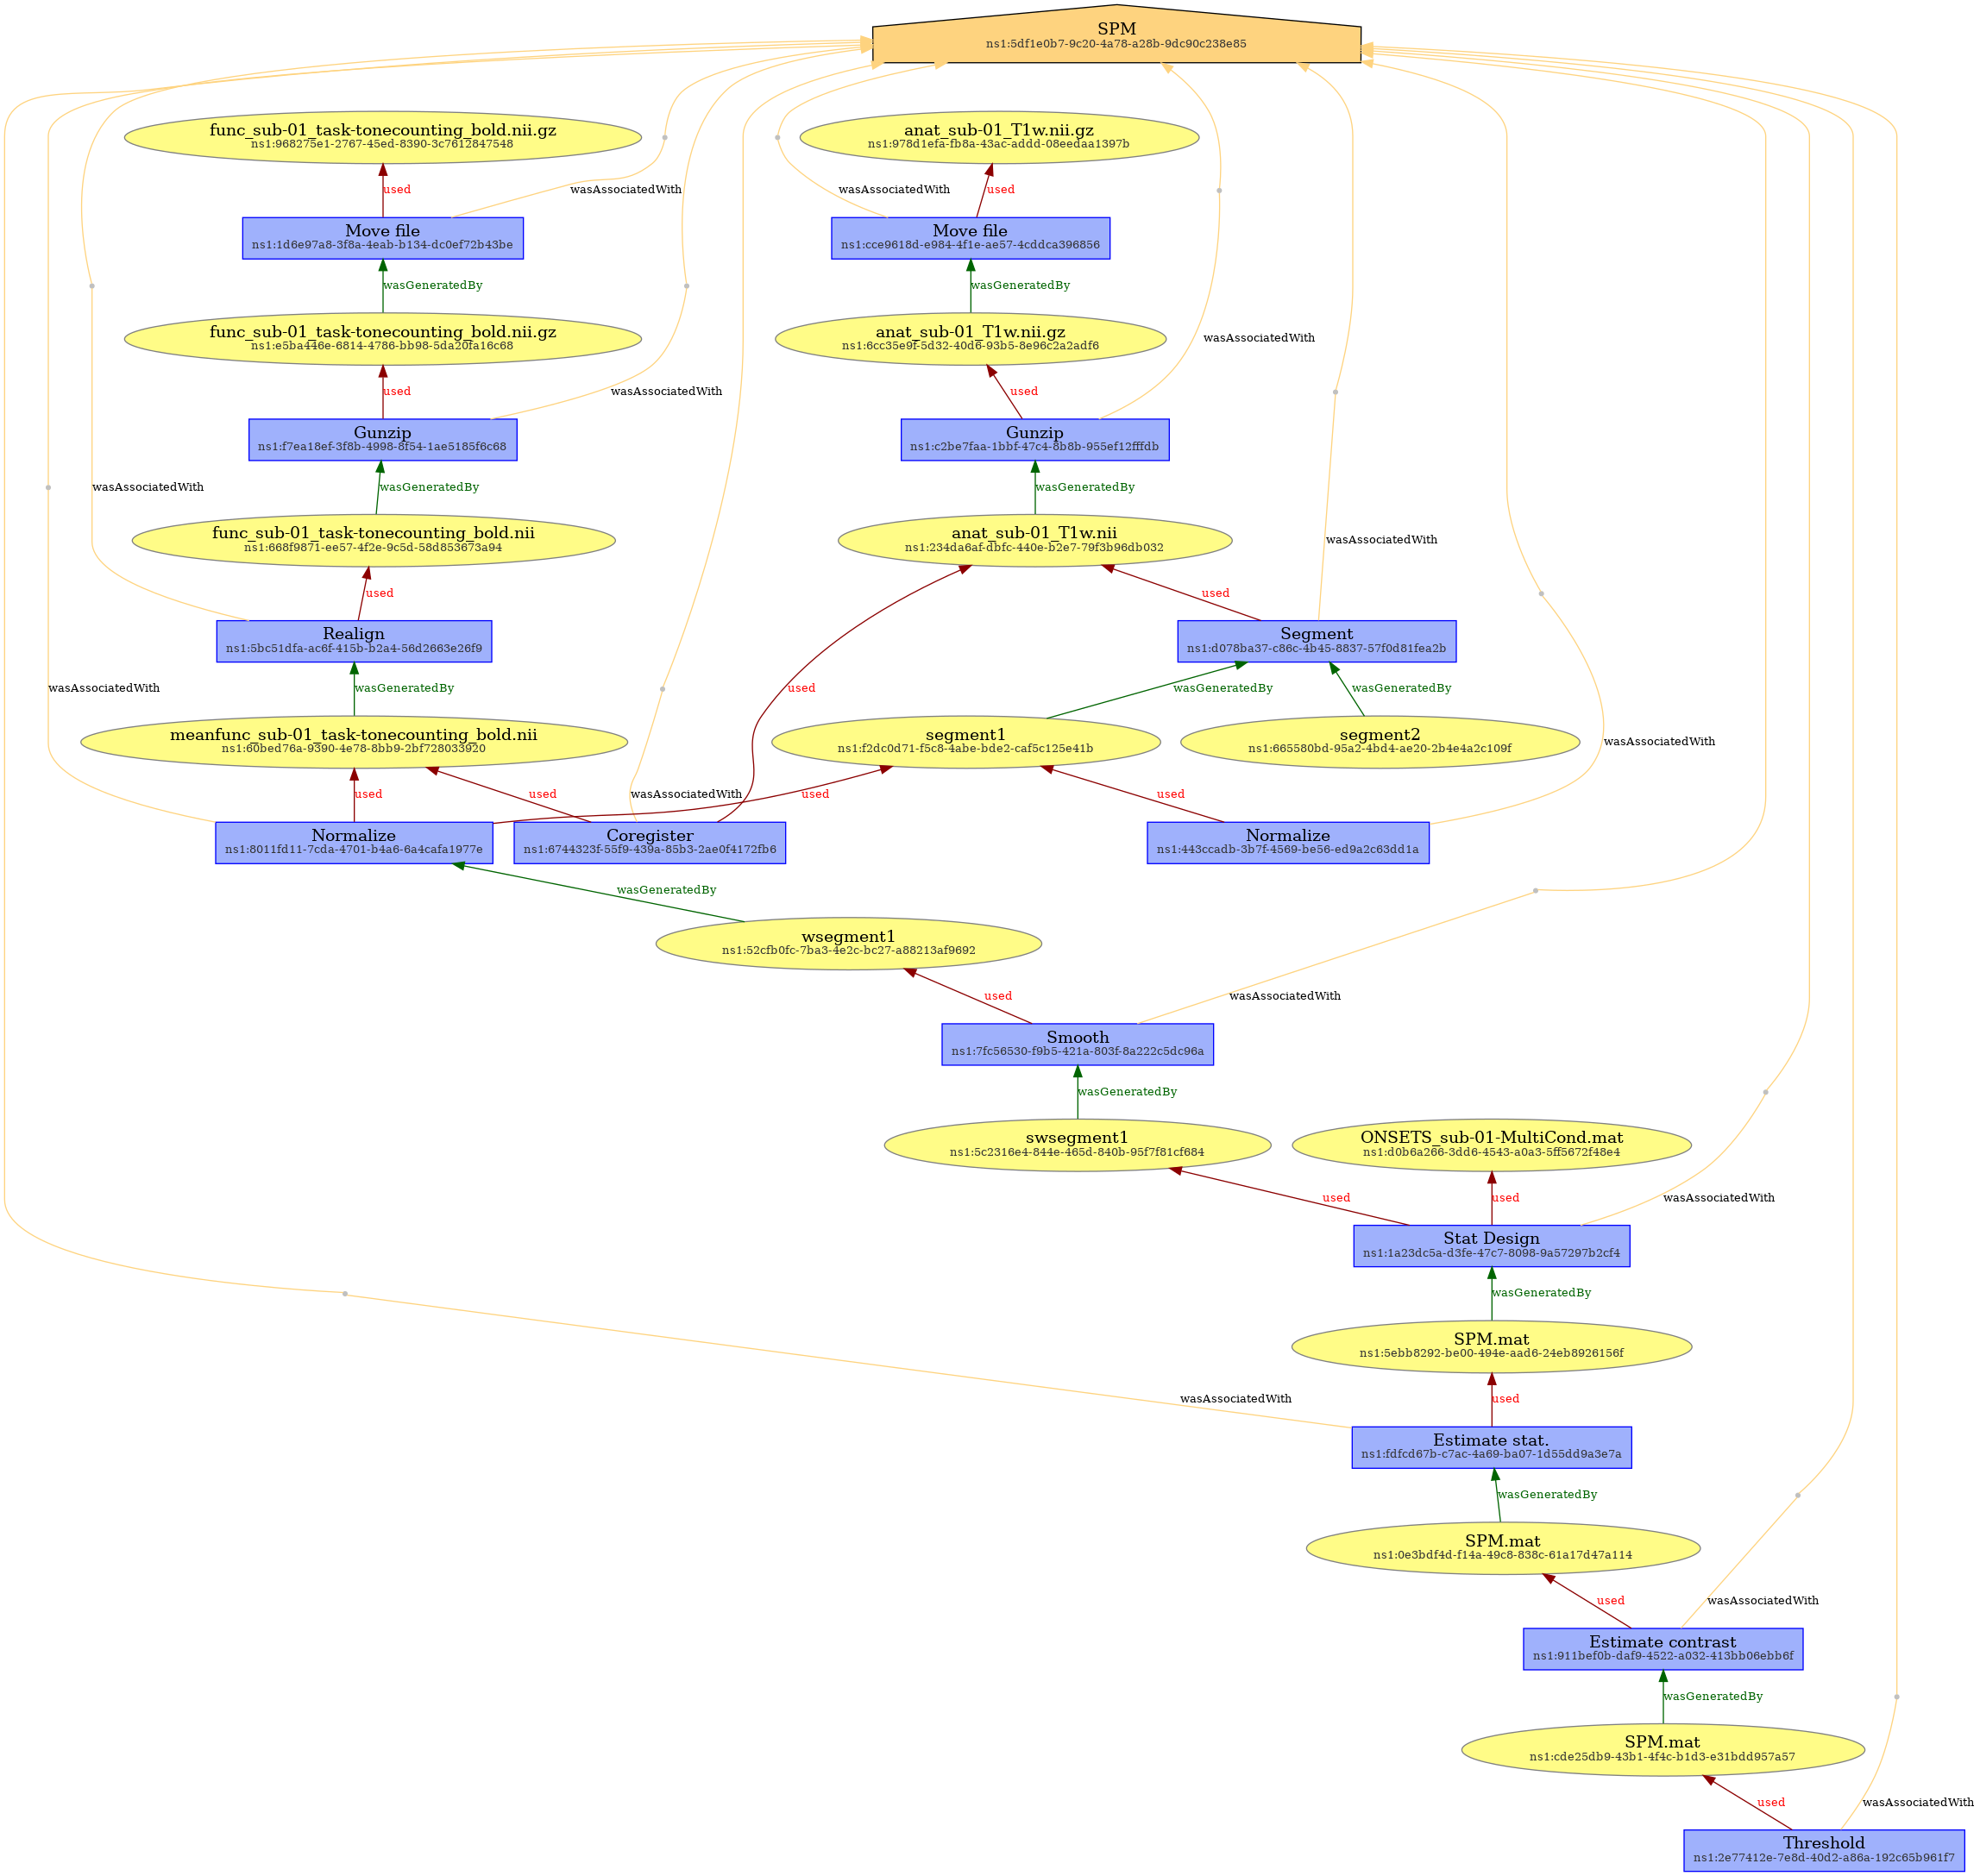 SPM
ns1:5df1e0b7-9c20-4a78-a28b-9dc90c238e85
func_sub-01_task-tonecounting_bold.nii.gz
ns1:968275e1-2767-45ed-8390-3c7612847548
anat_sub-01_T1w.nii.gz
ns1:978d1efa-fb8a-43ac-addd-08eedaa1397b
used
wasAssociatedWith
wasAssociatedWith
used
Move file
ns1:1d6e97a8-3f8a-4eab-b134-dc0ef72b43be
Move file
ns1:cce9618d-e984-4f1e-ae57-4cddca396856
wasGeneratedBy
wasGeneratedBy
func_sub-01_task-tonecounting_bold.nii.gz
ns1:e5ba446e-6814-4786-bb98-5da20fa16c68
anat_sub-01_T1w.nii.gz
ns1:6cc35e9f-5d32-40d6-93b5-8e96c2a2adf6
wasAssociatedWith
used
wasAssociatedWith
used
Gunzip
ns1:f7ea18ef-3f8b-4998-8f54-1ae5185f6c68
Gunzip
ns1:c2be7faa-1bbf-47c4-8b8b-955ef12fffdb
wasAssociatedWith
wasGeneratedBy
wasGeneratedBy
func_sub-01_task-tonecounting_bold.nii
ns1:668f9871-ee57-4f2e-9c5d-58d853673a94
anat_sub-01_T1w.nii
ns1:234da6af-dbfc-440e-b2e7-79f3b96db032
wasAssociatedWith
used
used
Realign
ns1:5bc51dfa-ac6f-415b-b2a4-56d2663e26f9
Segment
ns1:d078ba37-c86c-4b45-8837-57f0d81fea2b
wasAssociatedWith
wasGeneratedBy
used
wasGeneratedBy
wasGeneratedBy
meanfunc_sub-01_task-tonecounting_bold.nii
ns1:60bed76a-9390-4e78-8bb9-2bf728033920
segment1
ns1:f2dc0d71-f5c8-4abe-bde2-caf5c125e41b
segment2
ns1:665580bd-95a2-4bd4-ae20-2b4e4a2c109f
wasAssociatedWith
used
used
wasAssociatedWith
used
used
Normalize
ns1:8011fd11-7cda-4701-b4a6-6a4cafa1977e
Coregister
ns1:6744323f-55f9-439a-85b3-2ae0f4172fb6
Normalize
ns1:443ccadb-3b7f-4569-be56-ed9a2c63dd1a
wasGeneratedBy
wsegment1
ns1:52cfb0fc-7ba3-4e2c-bc27-a88213af9692
used
wasAssociatedWith
Smooth
ns1:7fc56530-f9b5-421a-803f-8a222c5dc96a
wasGeneratedBy
swsegment1
ns1:5c2316e4-844e-465d-840b-95f7f81cf684
ONSETS_sub-01-MultiCond.mat
ns1:d0b6a266-3dd6-4543-a0a3-5ff5672f48e4
used
used
wasAssociatedWith
Stat Design
ns1:1a23dc5a-d3fe-47c7-8098-9a57297b2cf4
wasGeneratedBy
SPM.mat
ns1:5ebb8292-be00-494e-aad6-24eb8926156f
wasAssociatedWith
used
Estimate stat.
ns1:fdfcd67b-c7ac-4a69-ba07-1d55dd9a3e7a
wasGeneratedBy
SPM.mat
ns1:0e3bdf4d-f14a-49c8-838c-61a17d47a114
used
wasAssociatedWith
Estimate contrast
ns1:911bef0b-daf9-4522-a032-413bb06ebb6f
wasGeneratedBy
SPM.mat
ns1:cde25db9-43b1-4f4c-b1d3-e31bdd957a57
used
wasAssociatedWith
Threshold
ns1:2e77412e-7e8d-40d2-a86a-192c65b961f7